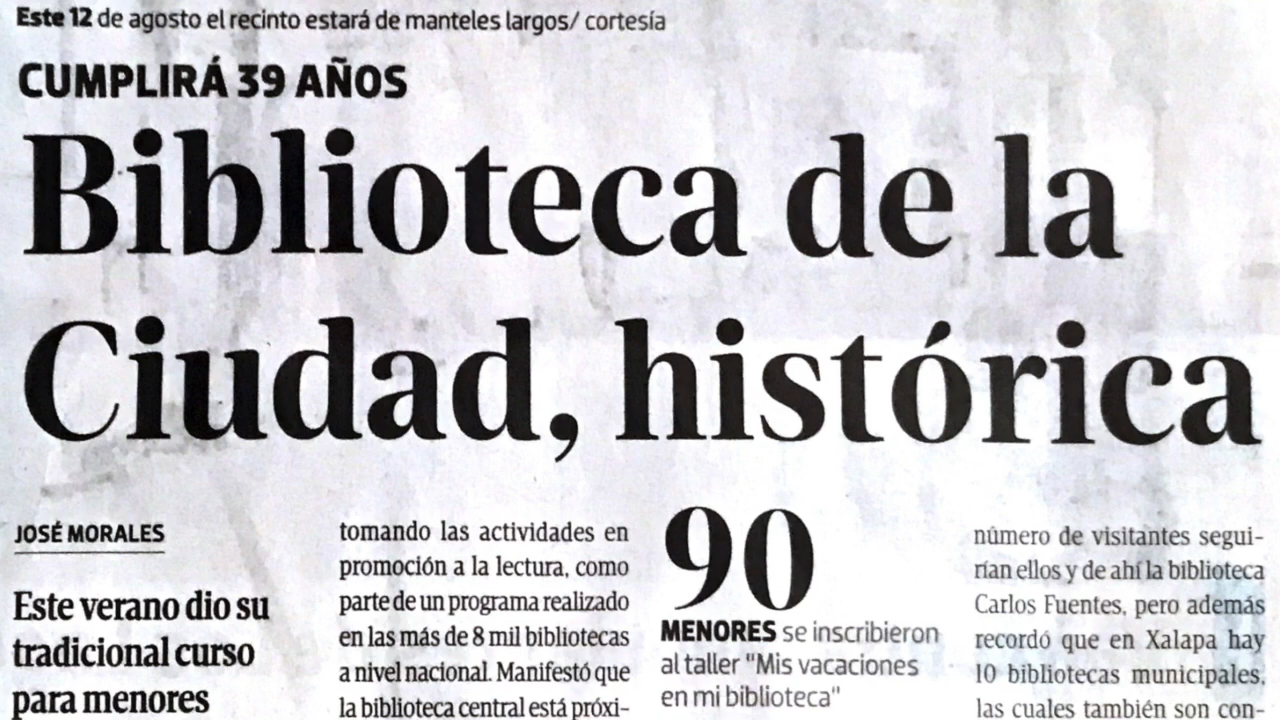 Este 12 de agosto el recinto estará de manteles largos/ cortesía
CUMPLIRÁ 39 AÑOS
Biblioteca de la
Ciudad, histórica
JOSÉ MORALES
Este verano dio su
tradicional curso
para menores
tomando las actividades en
promoción a la lectura, como
parte de un programa realizado
en las más de 8 mil bibliotecas
a nivel nacional. Manifestó que
la biblioteca central está próxi-
90
MENORES se inscribieron
al taller "Mis vacaciones
en mi biblioteca"
número de visitantes segui-
rían ellos y de ahí la biblioteca
Carlos Fuentes, pero además
recordó que en Xalapa hay
10 bibliotecas municipales,
las cuales también son con-